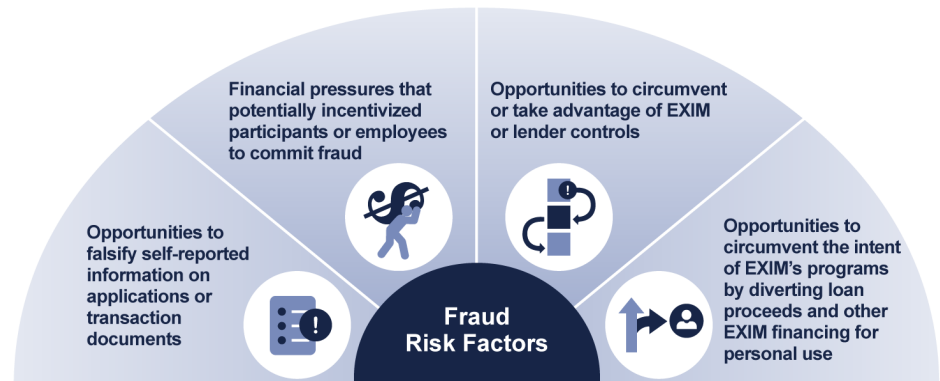 Financial pressures that
potentially incentivized
participants or employees
to commit fraud
Opportunities to circumvent
or take advantage of EXIM
or lender controls
Opportunities to
falsify self-reported
information on
applications or
transaction
documents
Opportunities to
circumvent the intent
of EXIM's programs
by diverting loan
proceeds and other
EXIM financing for
personal use
Fraud
Risk Factors